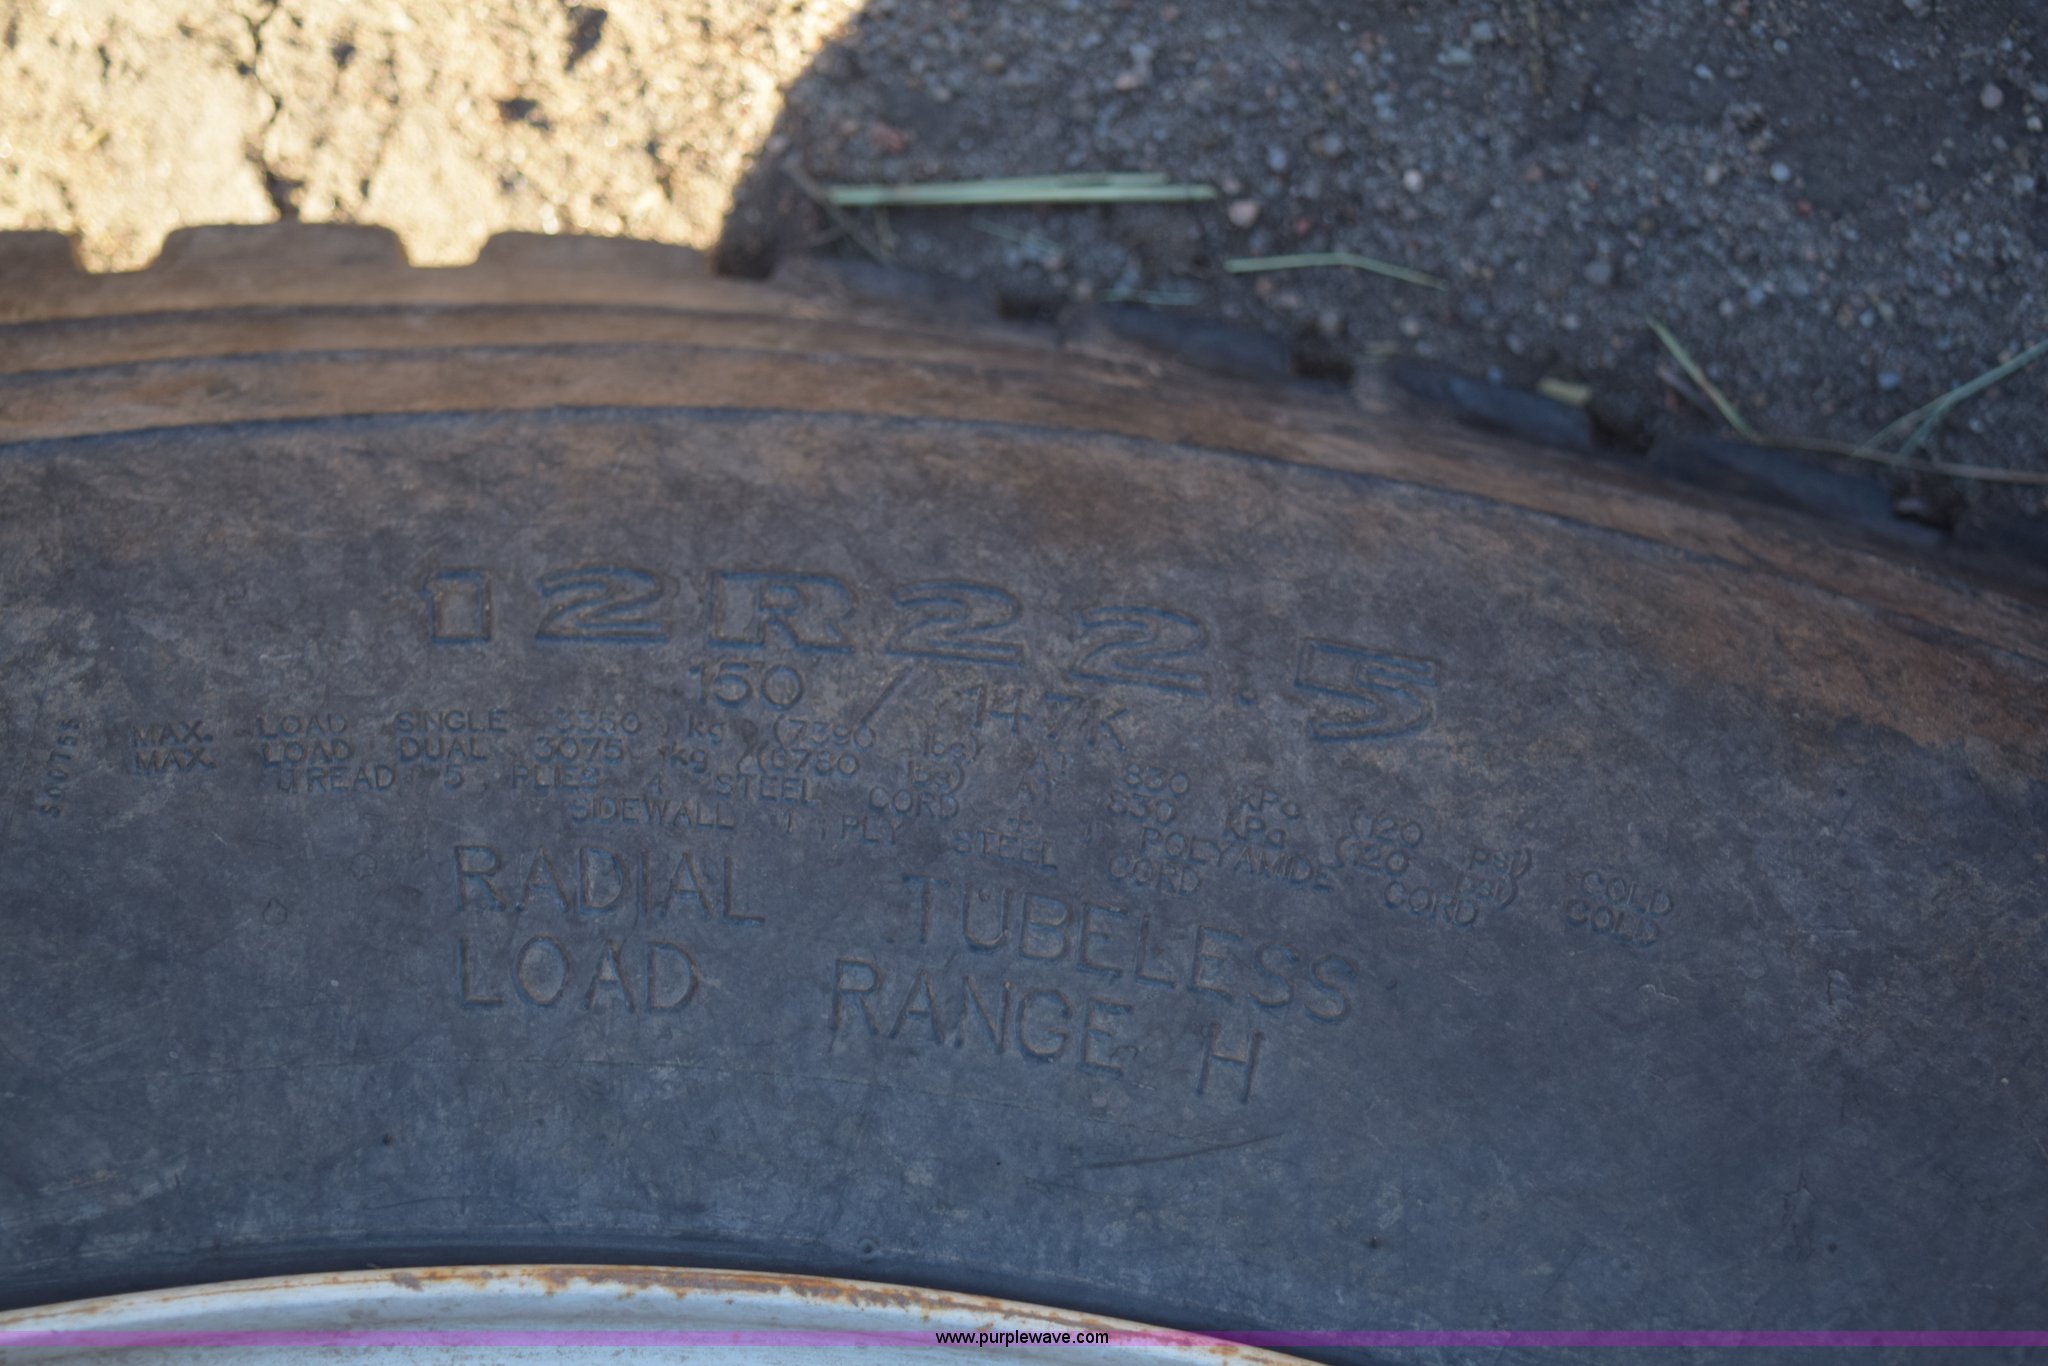 12R22.5
150 / 147K
MAX. LOAD SINGLE 3350 kg (7390 lbs) AT 830 kPa (120 psi) COLD
MAX. LOAD DUAL 3075 kg (6780 lbs) AT 830 kPa (120 psi) COLD
TREAD 5 PLIES 4 STEEL CORD + 1 POLYAMIDE CORD
SIDEWALL 1 PLY STEEL CORD
RADIAL TUBELESS
LOAD RANGE H
S00755
www.purplewave.com